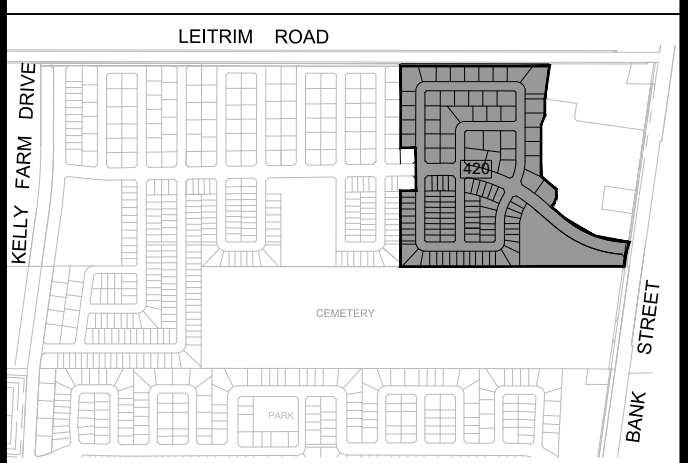 LEITRIM ROAD
KELLY FARM DRIVE
420
CEMETERY
BANK STREET
PARK